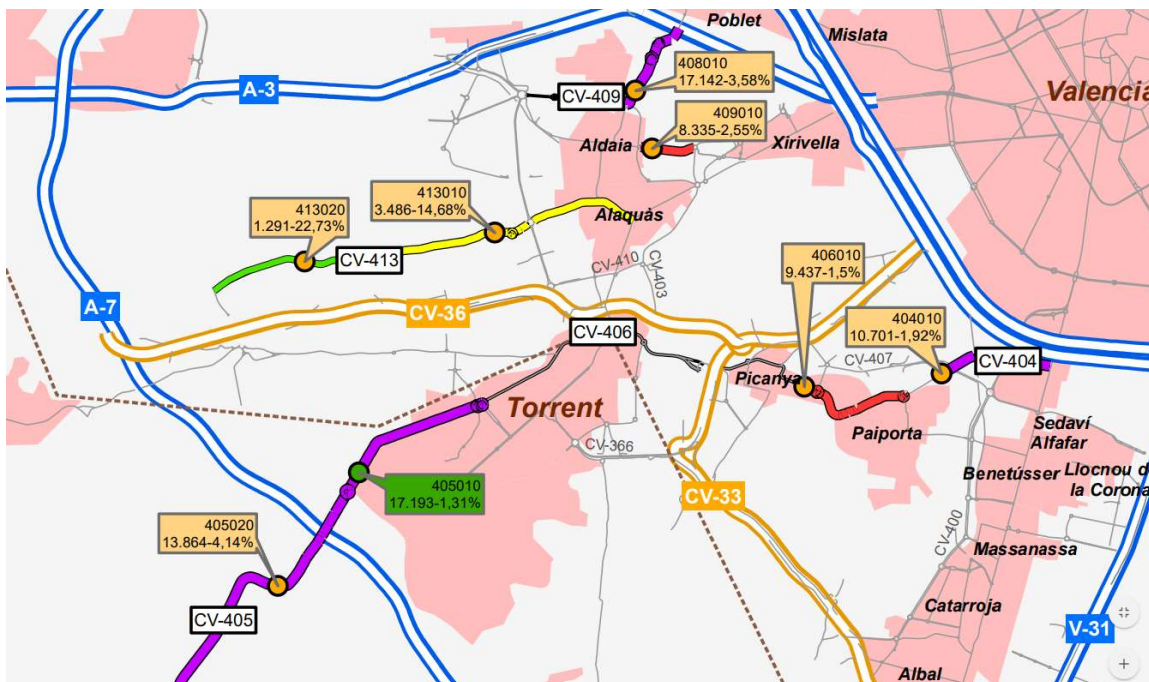 Poblet
Mislata
408010
17.142-3,58%
A-3
CV-409
Valencia
409010
8.335-2,55%
Aldaia
Xirivella
413010
3.486-14,68%
413020
1.291-22,73%
Alaquàs
CV-413
CV-410
CV-403
406010
9.437-1,5%
A-7
CV-36
CV-406
404010
10.701-1,92%
CV-407
CV-404
Picanya
Torrent
Sedaví
Alfafar
Paiporta
CV-366
Benetússer
Llocnou de
la Corona
405010
17.193-1,31%
CV-33
CV-400
405020
13.864-4,14%
Massanassa
CV-405
Catarroja
V-31
Albal